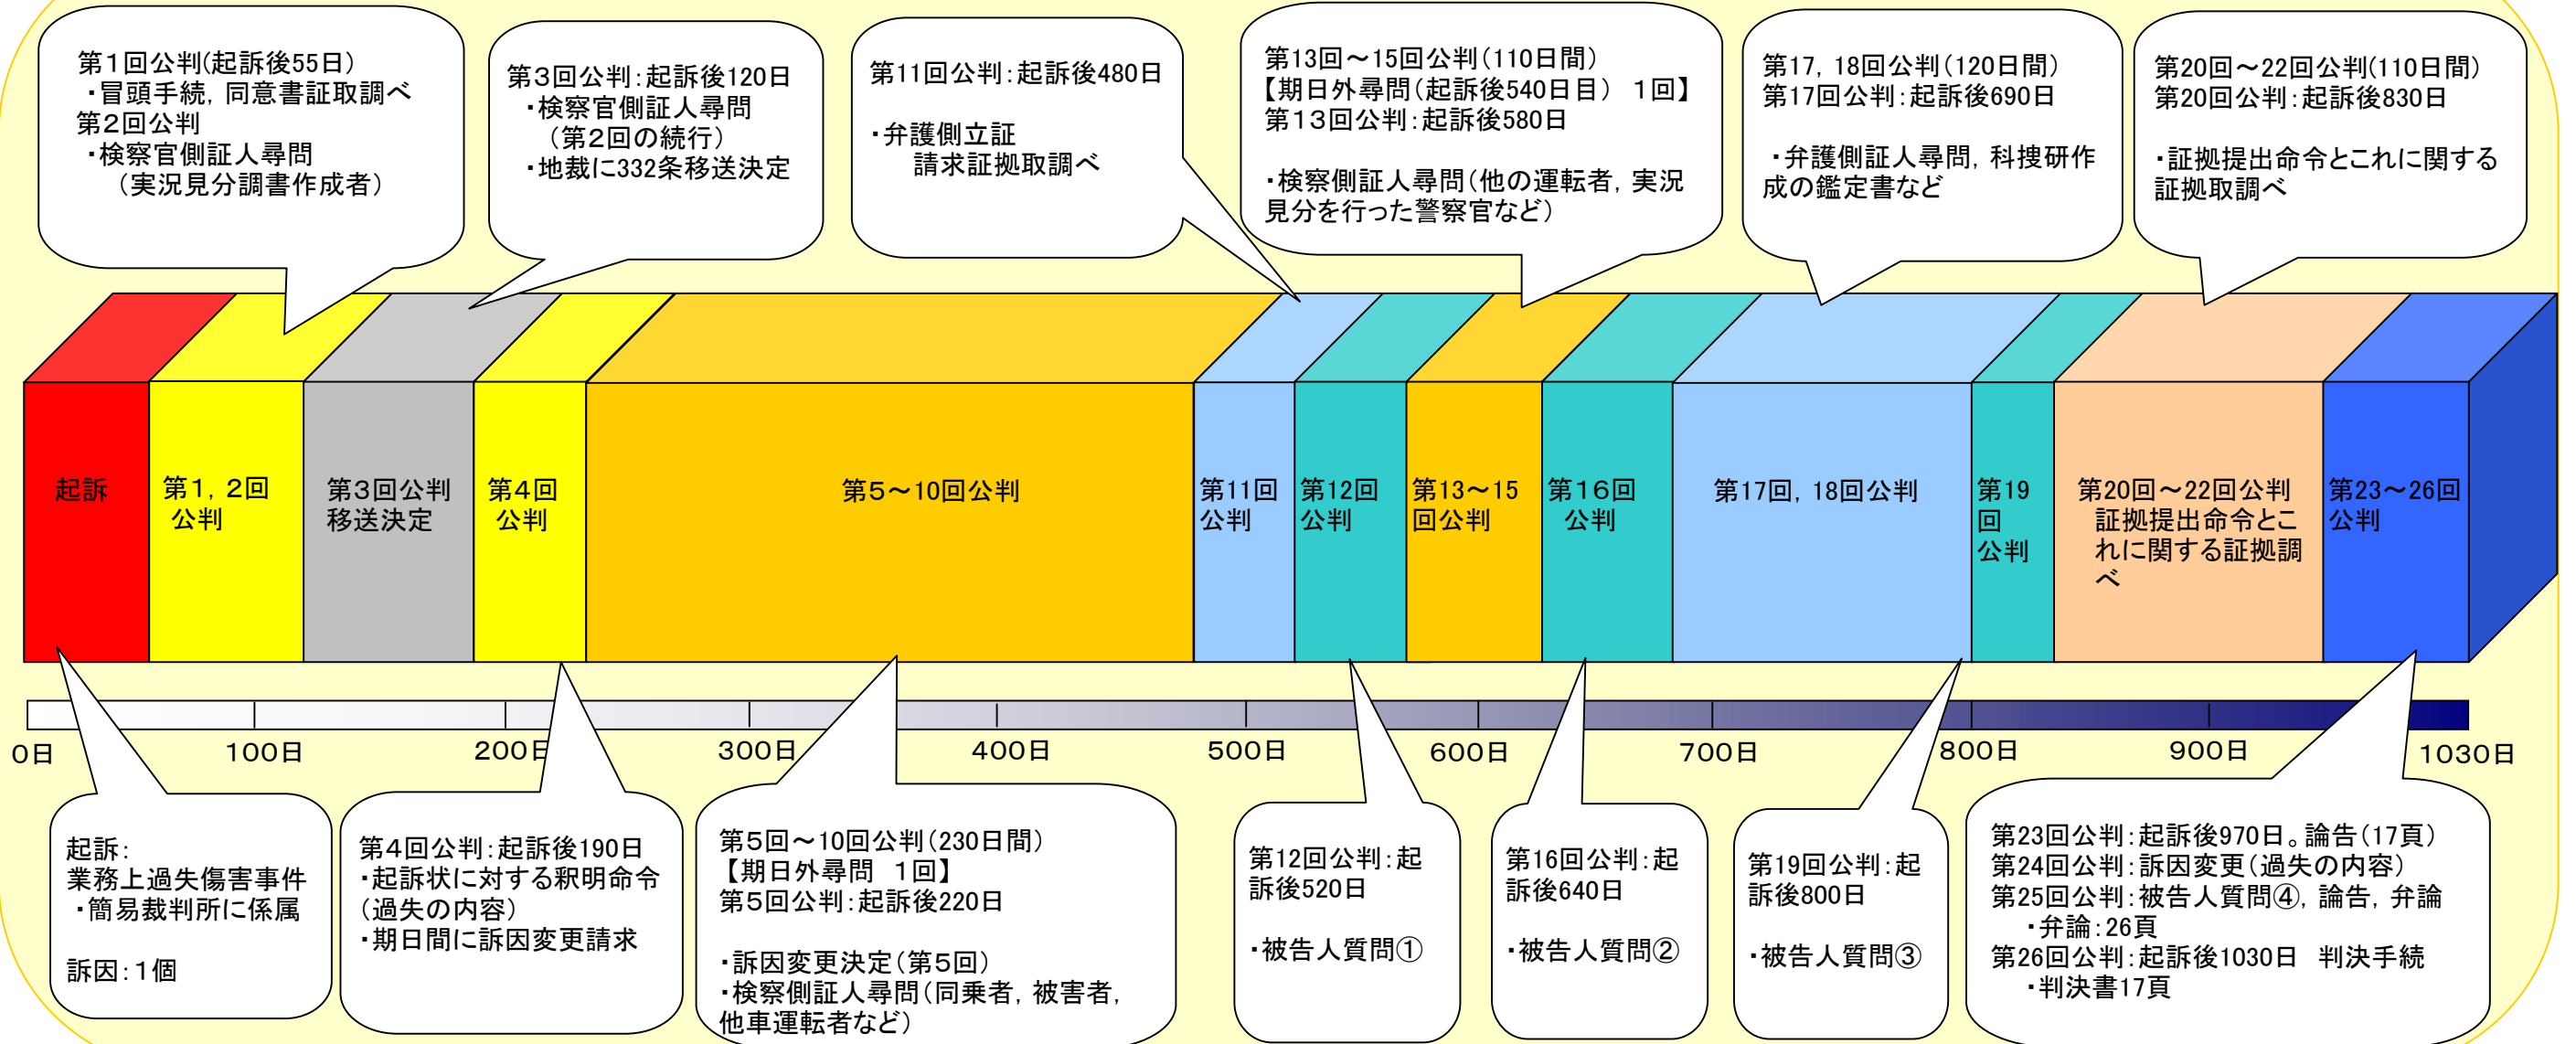 第１回公判(起訴後55日)
・冒頭手続，同意書証取調べ
第２回公判
・検察官側証人尋問
（実況見分調書作成者）
第３回公判：起訴後120日
・検察官側証人尋問
（第２回の続行）
・地裁に332条移送決定
第11回公判：起訴後480日
・弁護側立証
請求証拠取調べ
第13回～15回公判（110日間）
【期日外尋問（起訴後540日目）　１回】
第１３回公判：起訴後580日
・検察側証人尋問（他の運転者，実況
見分を行った警察官など）
第17，18回公判（120日間）
第17回公判：起訴後690日
・弁護側証人尋問，科捜研作
成の鑑定書など
第20回～22回公判(110日間)
第20回公判：起訴後830日
・証拠提出命令とこれに関する
証拠取調べ
起訴
第１，２回
公判
第３回公判
移送決定
第４回
公判
第５～10回公判
第11回
公判
第12回
公判
第13～15
回公判
第１６回
公判
第17回，18回公判
第19
回
公判
第20回～22回公判
証拠提出命令とこ
れに関する証拠調
べ
第23～26回
公判
0日
100日
200日
300日
400日
500日
600日
700日
800日
900日
1030日
起訴：
業務上過失傷害事件
・簡易裁判所に係属
訴因：１個
第４回公判：起訴後190日
・起訴状に対する釈明命令
（過失の内容）
・期日間に訴因変更請求
第５回～10回公判（230日間）
【期日外尋問　１回】
第５回公判：起訴後220日
・訴因変更決定（第５回）
・検察側証人尋問（同乗者，被害者，
他車運転者など）
第12回公判：起
訴後520日
・被告人質問①
第16回公判：起
訴後640日
・被告人質問②
第19回公判：起
訴後800日
・被告人質問③
第23回公判：起訴後970日。論告（17頁）
第24回公判：訴因変更（過失の内容）
第25回公判：被告人質問④，論告，弁論
・弁論：26頁
第26回公判：起訴後1030日　判決手続
・判決書17頁